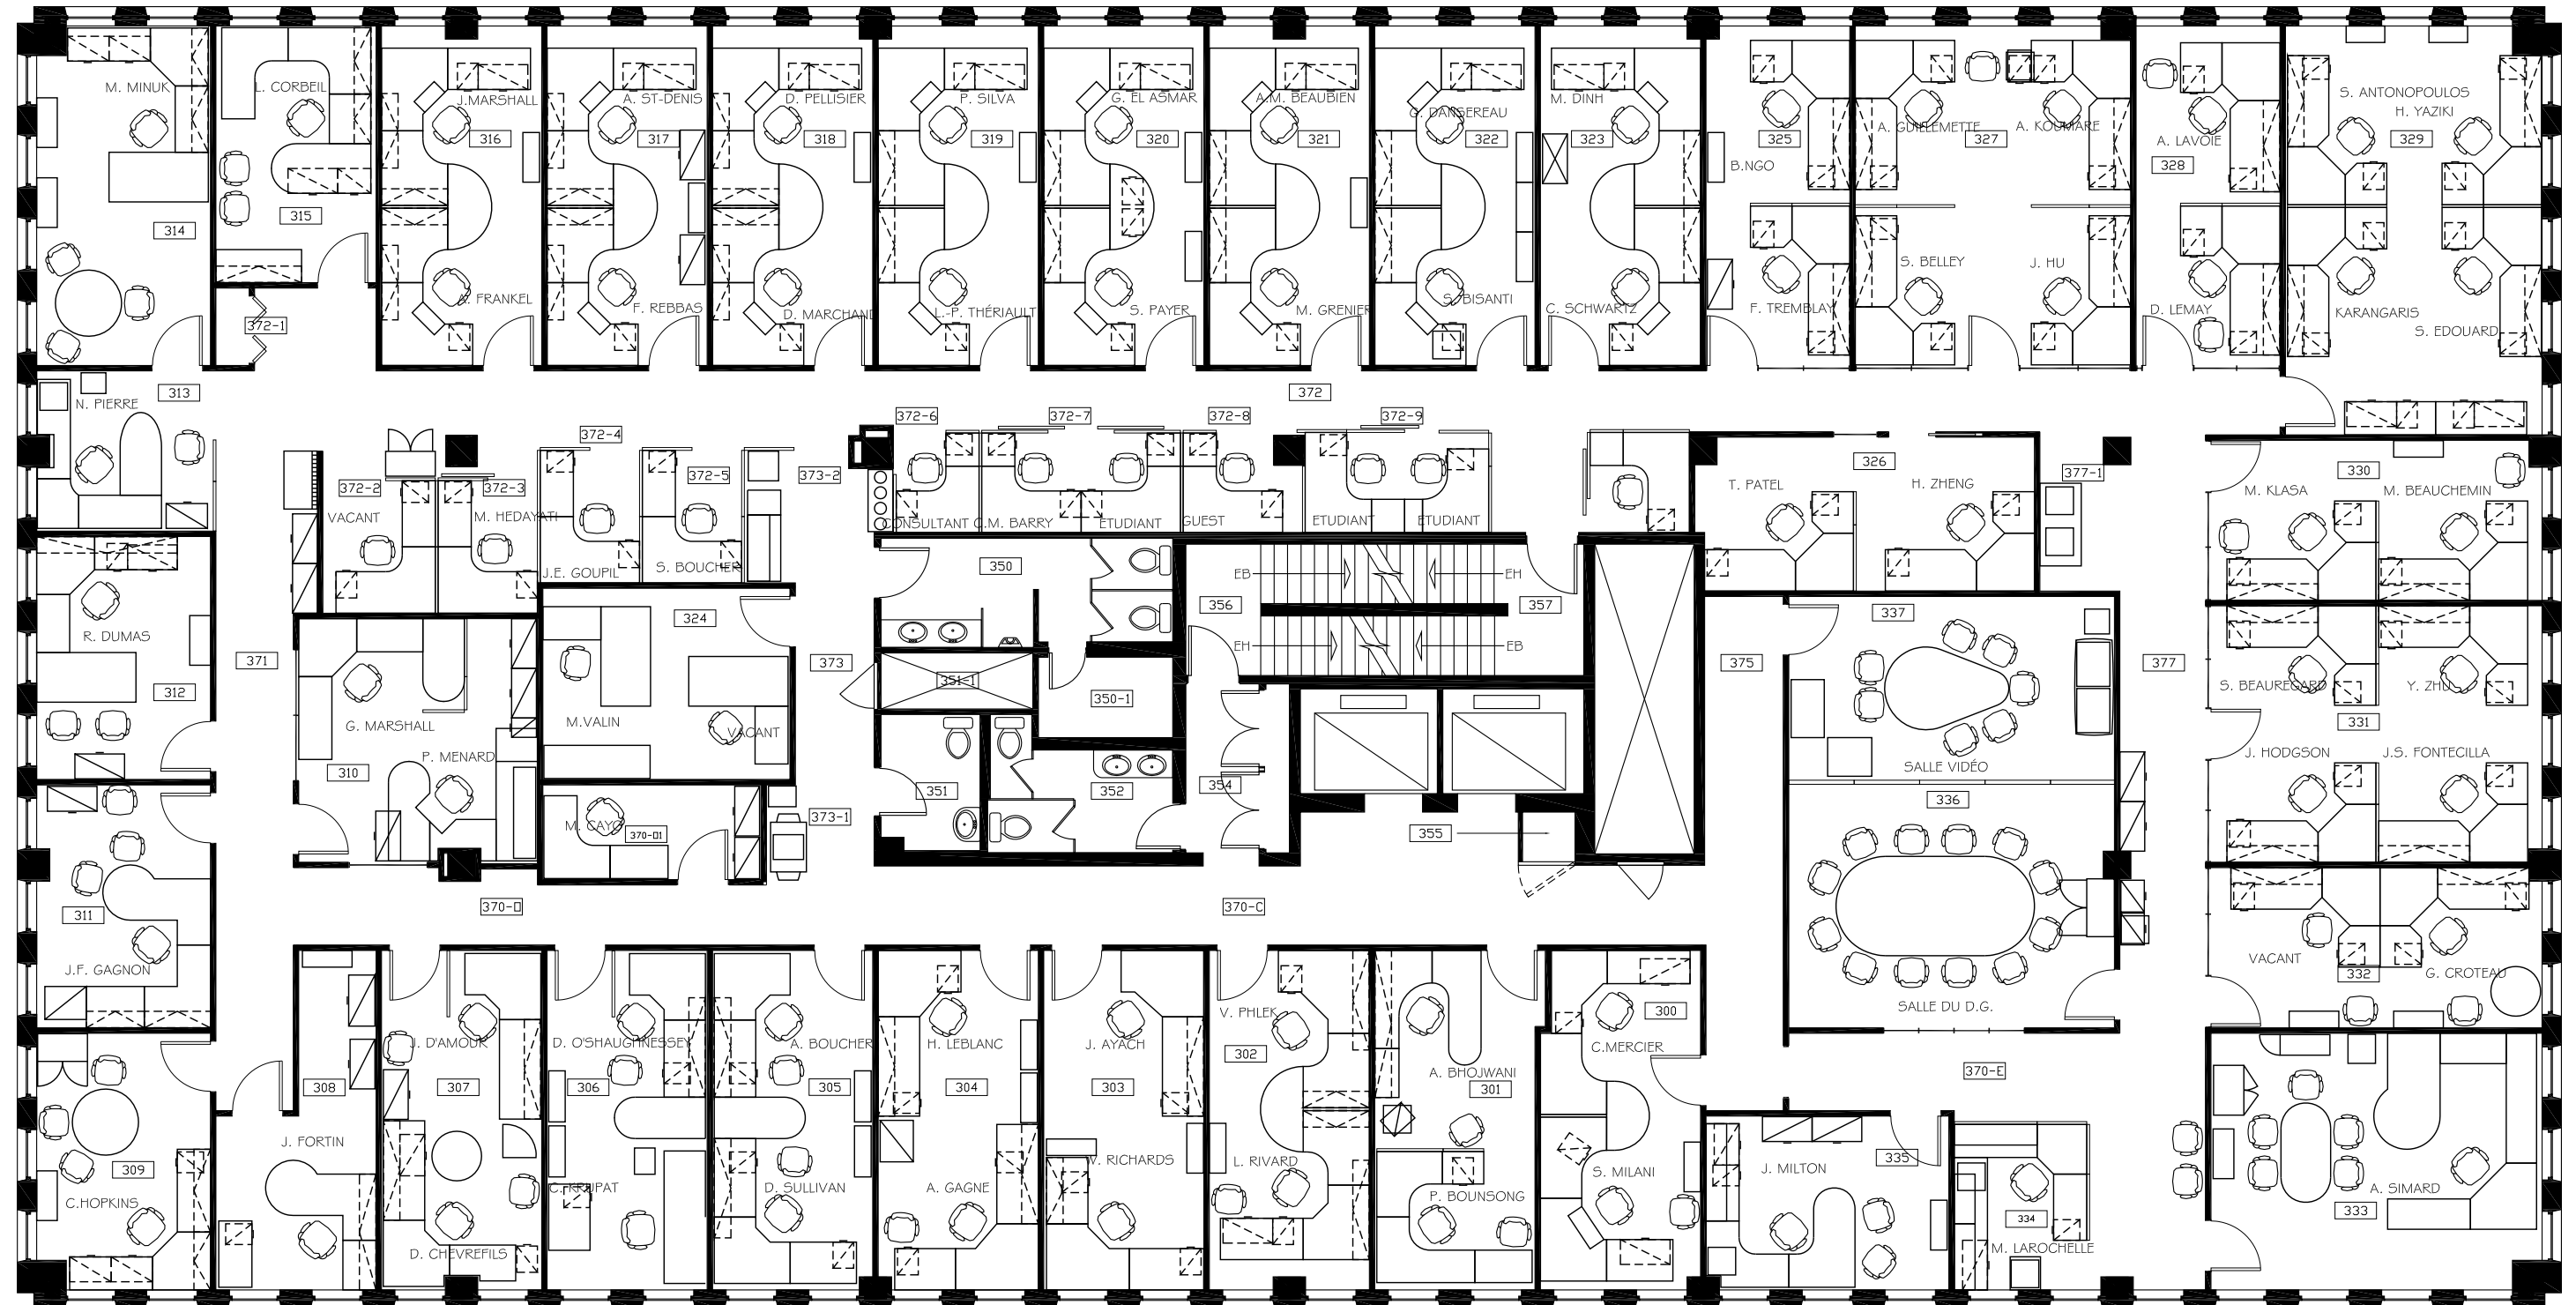 M. MINUK
314
L. CORBEIL
315
372-1
J.MARSHALL
316
A. FRANKEL
A. ST-DENIS
317
F. REBBAS
D. PELLISIER
318
D. MARCHAND
P. SILVA
319
L.-P. THÉRIAULT
G. EL ASMAR
320
S. PAYER
A.M. BEAUBIEN
321
M. GRENIER
G. DANSEREAU
322
S. BISANTI
M. DINH
323
C. SCHWARTZ
325
B.NGO
F. TREMBLAY
A. GUILLEMETTE
327
A. KOUMARE
S. BELLEY
J. HU
A. LAVOIE
328
D. LEMAY
S. ANTONOPOULOS
H. YAZIKI
329
KARANGARIS
S. EDOUARD
313
N. PIERRE
372
372-6
372-7
372-8
372-9
372-4
372-2
VACANT
372-3
M. HEDAYATI
J.E. GOUPIL
372-5
S. BOUCHER
373-2
CONSULTANT
C.M. BARRY
ETUDIANT
GUEST
ETUDIANT
ETUDIANT
326
T. PATEL
H. ZHENG
377-1
330
M. KLASA
M. BEAUCHEMIN
R. DUMAS
312
371
G. MARSHALL
P. MENARD
310
324
M.VALIN
VACANT
373
350
351-1
350-1
356
EB
EH
EH
EB
357
375
337
SALLE VIDÉO
377
S. BEAUREGARD
Y. ZHU
331
J. HODGSON
J.S. FONTECILLA
M. CAYO
370-01
373-1
351
352
354
355
336
SALLE DU D.G.
311
J.F. GAGNON
370-D
370-C
VACANT
332
G. CROTEAU
309
C.HOPKINS
308
J. FORTIN
J. D'AMOUR
307
D. CHEVREFILS
D. O'SHAUGHNESSEY
306
C. KRUPAT
A. BOUCHER
305
D. SULLIVAN
H. LEBLANC
304
A. GAGNE
J. AYACH
303
W. RICHARDS
V. PHLEK
302
L. RIVARD
A. BHOJWANI
301
P. BOUNSONG
300
C.MERCIER
S. MILANI
370-E
335
J. MILTON
334
M. LAROCHELLE
A. SIMARD
333